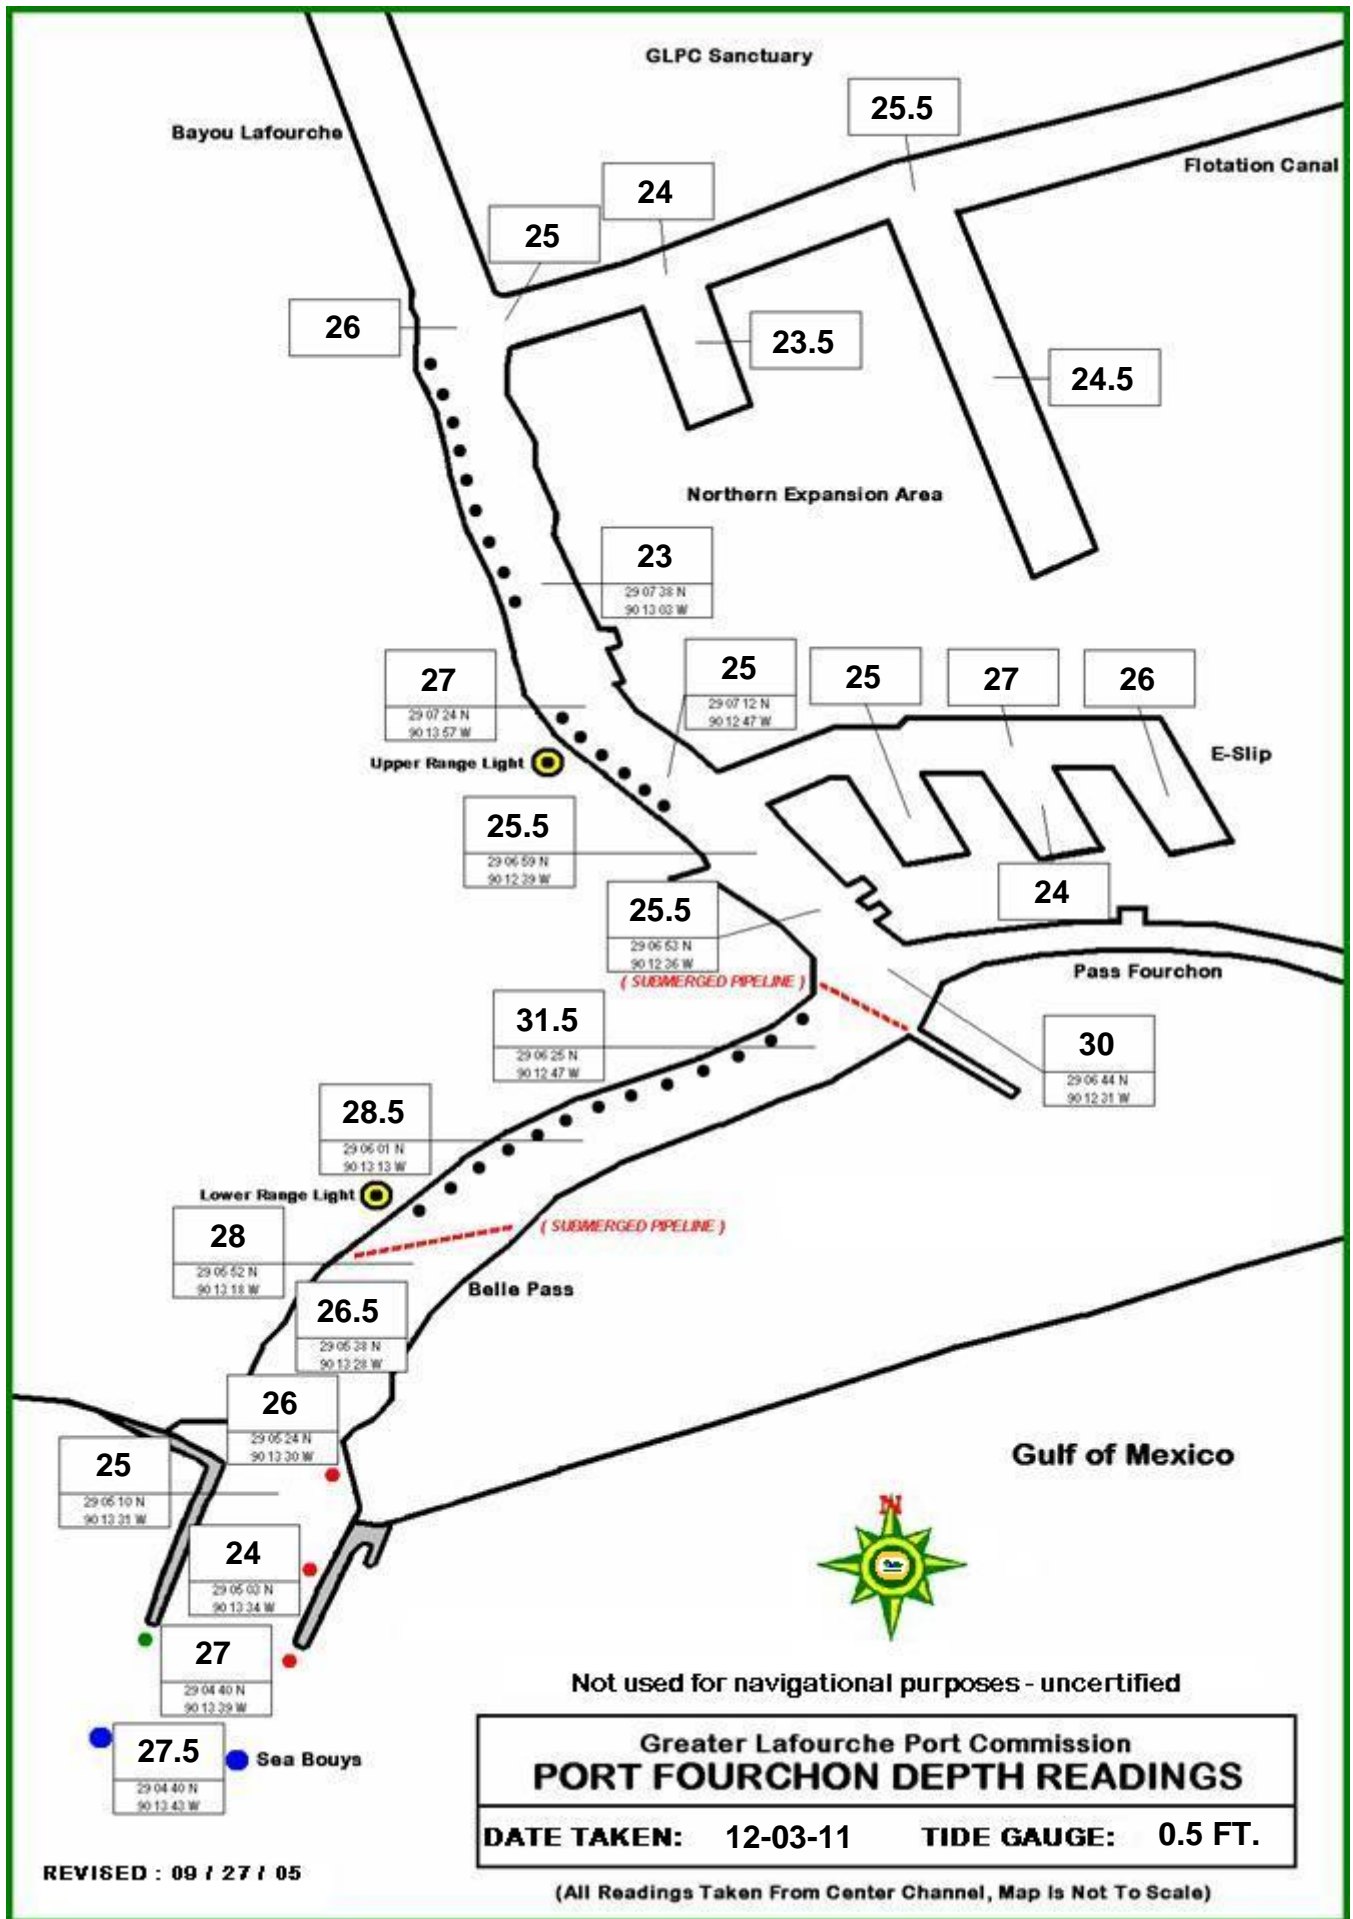 GLPC Sanctuary
25.5
Bayou Lafourche
Flotation Canal
24
25
26
23.5
24.5
Northern Expansion Area
23
29 07 38 N
90 13 03 W
27
29 07 24 N
90 13 57 W
25
29 07 12 N
90 12 47 W
25
27
26
Upper Range Light
E-Slip
25.5
29 06 59 N
90 12 39 W
24
25.5
29 06 53 N
90 12 36 W
( SUBMERGED PIPELINE )
Pass Fourchon
31.5
29 06 25 N
90 12 47 W
30
29 06 44 N
90 12 31 W
28.5
29 06 01 N
90 13 13 W
Lower Range Light
28
29 05 52 N
90 13 18 W
( SUBMERGED PIPELINE )
Belle Pass
26.5
29 05 38 N
90 13 28 W
26
29 05 24 N
90 13 30 W
25
29 05 10 N
90 13 31 W
Gulf of Mexico
N
24
29 05 03 N
90 13 34 W
27
29 04 40 N
90 13 39 W
27.5
29 04 40 N
90 13 43 W
Sea Bouys
Not used for navigational purposes - uncertified
Greater Lafourche Port Commission
PORT FOURCHON DEPTH READINGS
DATE TAKEN: 12-03-11 TIDE GAUGE: 0.5 FT.
REVISED : 09 / 27 / 05
(All Readings Taken From Center Channel, Map Is Not To Scale)